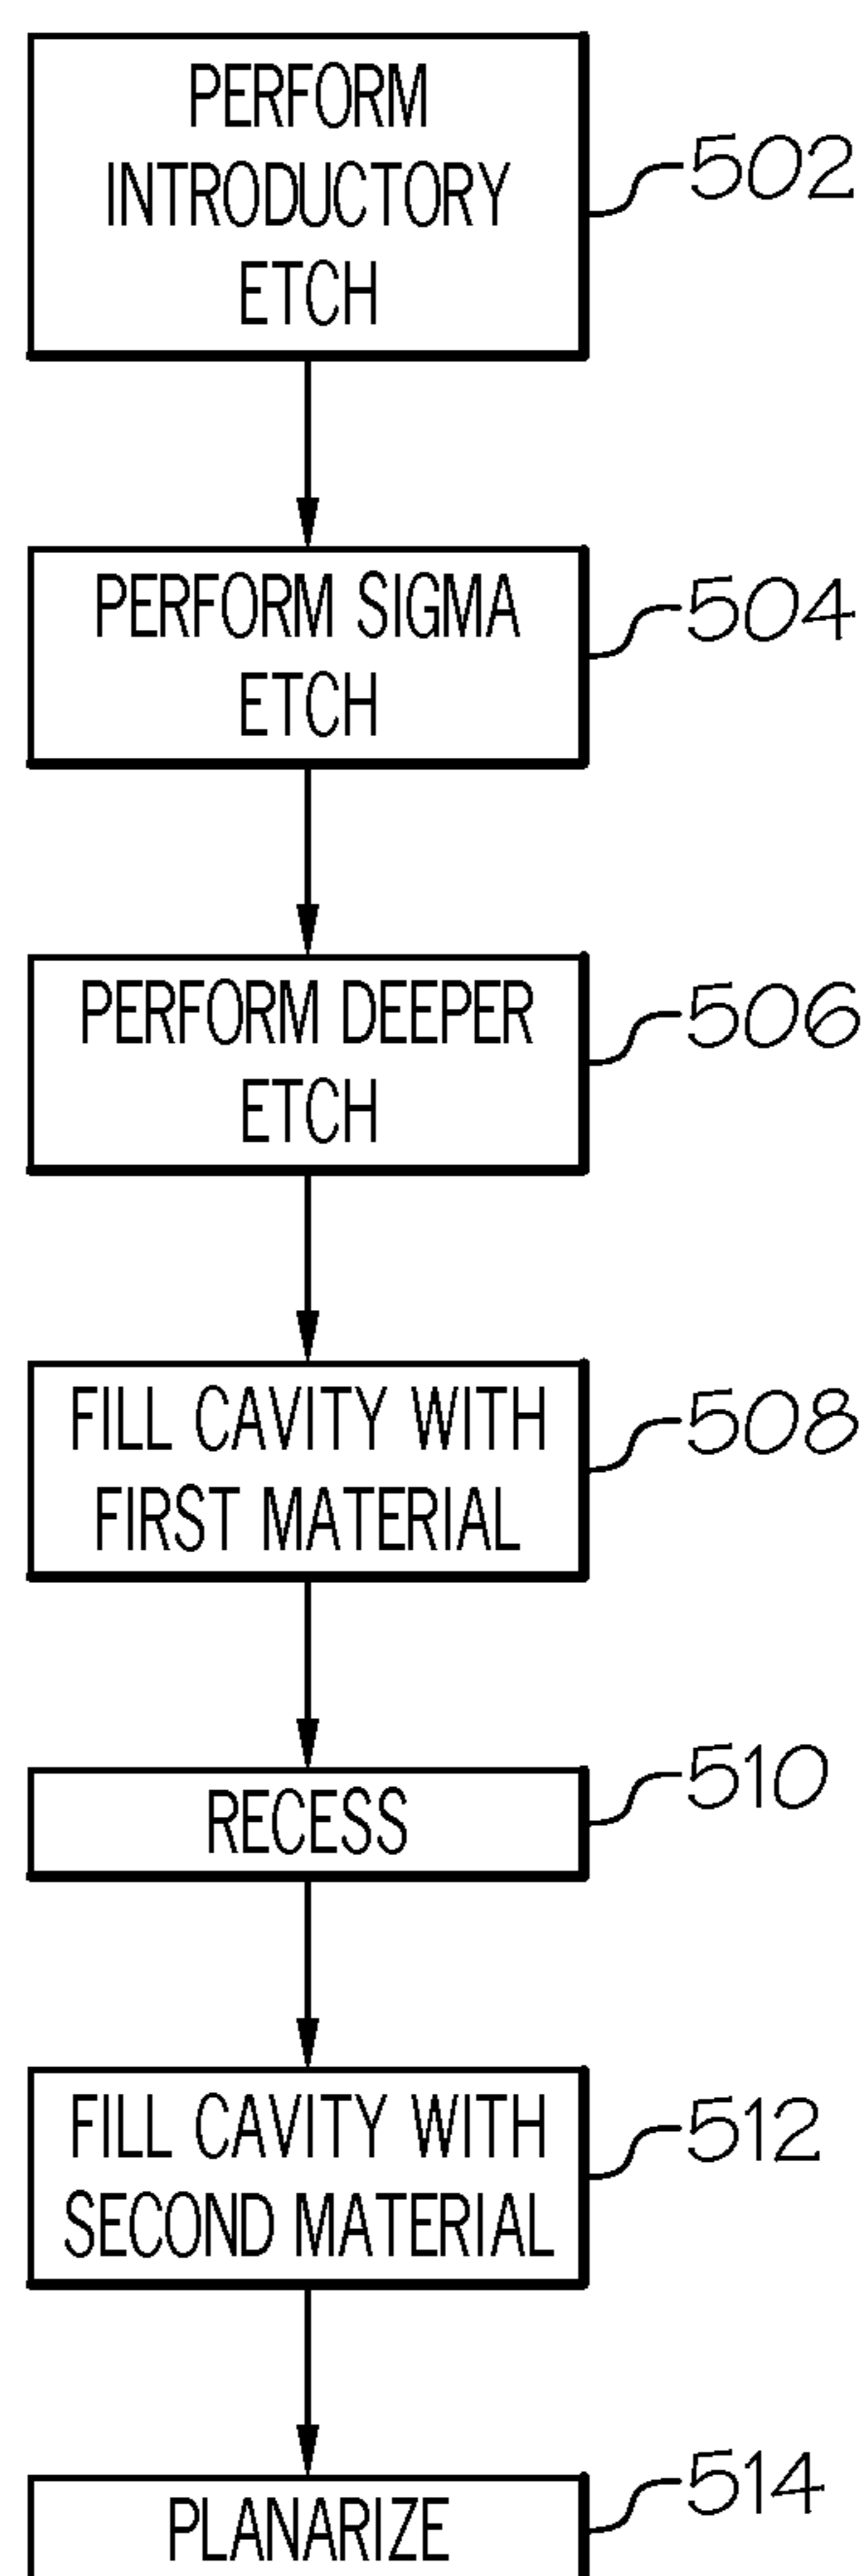 PERFORM
INTRODUCTORY
ETCH
502
PERFORM SIGMA
ETCH
504
PERFORM DEEPER
ETCH
506
FILL CAVITY WITH
FIRST MATERIAL
508
RECESS
510
FILL CAVITY WITH
SECOND MATERIAL
512
PLANARIZE
514